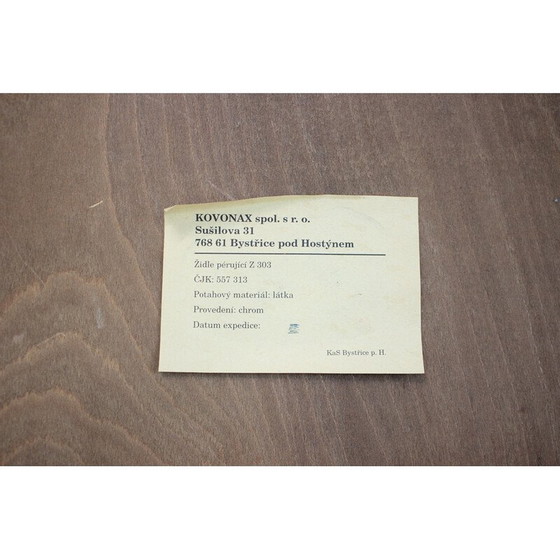 KOVONAX spol. s r. o.
Sušilova 31
768 61 Bystřice pod Hostýnem
Židle pérující Z 303
ČJK: 557 313
Potahový materiál: látka
Provedení: chrom
Datum expedice:
KaS Bystřice p. H.